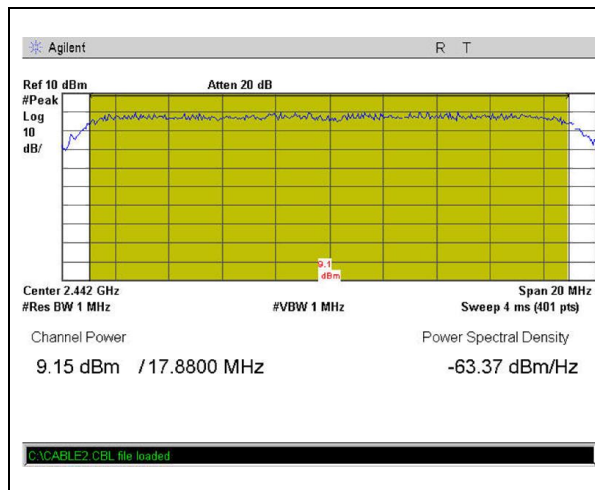 Agilent R T
Ref 10 dBm Atten 20 dB
#Peak
Log
10
dB/
9.1
dBm
Center 2.442 GHz Span 20 MHz
#Res BW 1 MHz #VBW 1 MHz Sweep 4 ms (401 pts)
Channel Power Power Spectral Density
9.15 dBm /17.8800 MHz -63.37 dBm/Hz
C:\CABLE2.CBL file loaded